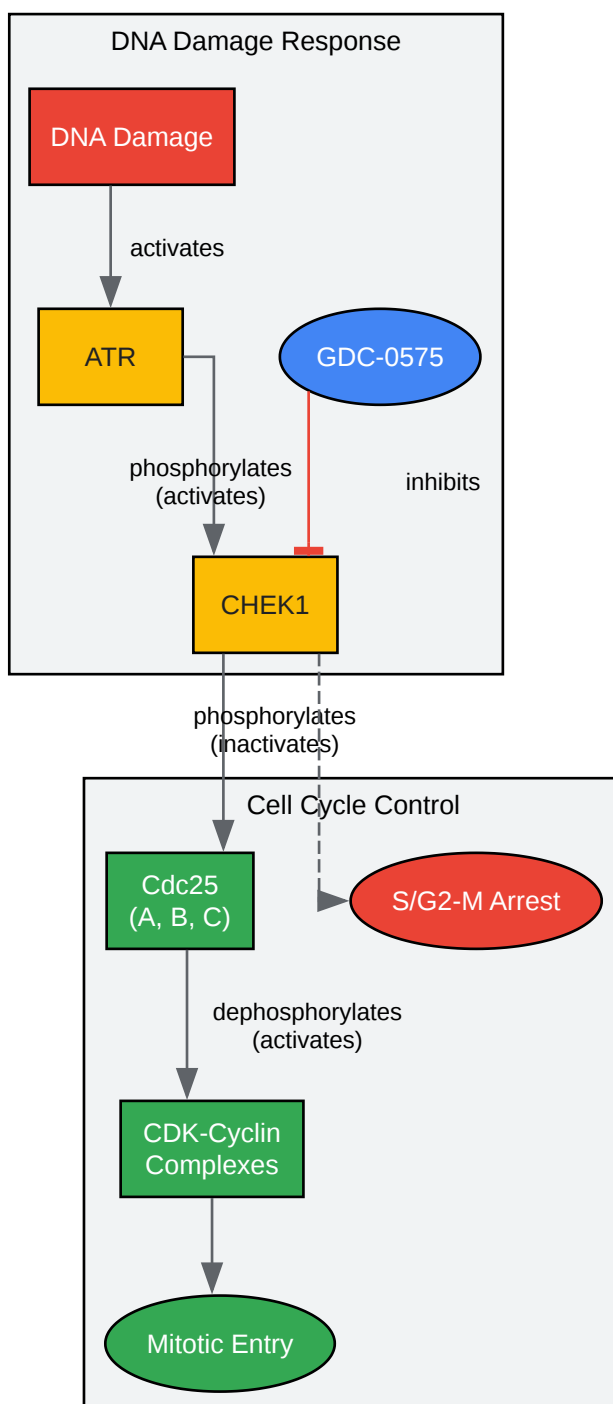 DNA Damage Response
DNA Damage
activates
ATR
GDC-0575
phosphorylates
(activates)
inhibits
CHEK1
phosphorylates
(inactivates)
Cell Cycle Control
Cdc25
(A, B, C)
S/G2-M Arrest
dephosphorylates
(activates)
CDK-Cyclin
Complexes
Mitotic Entry